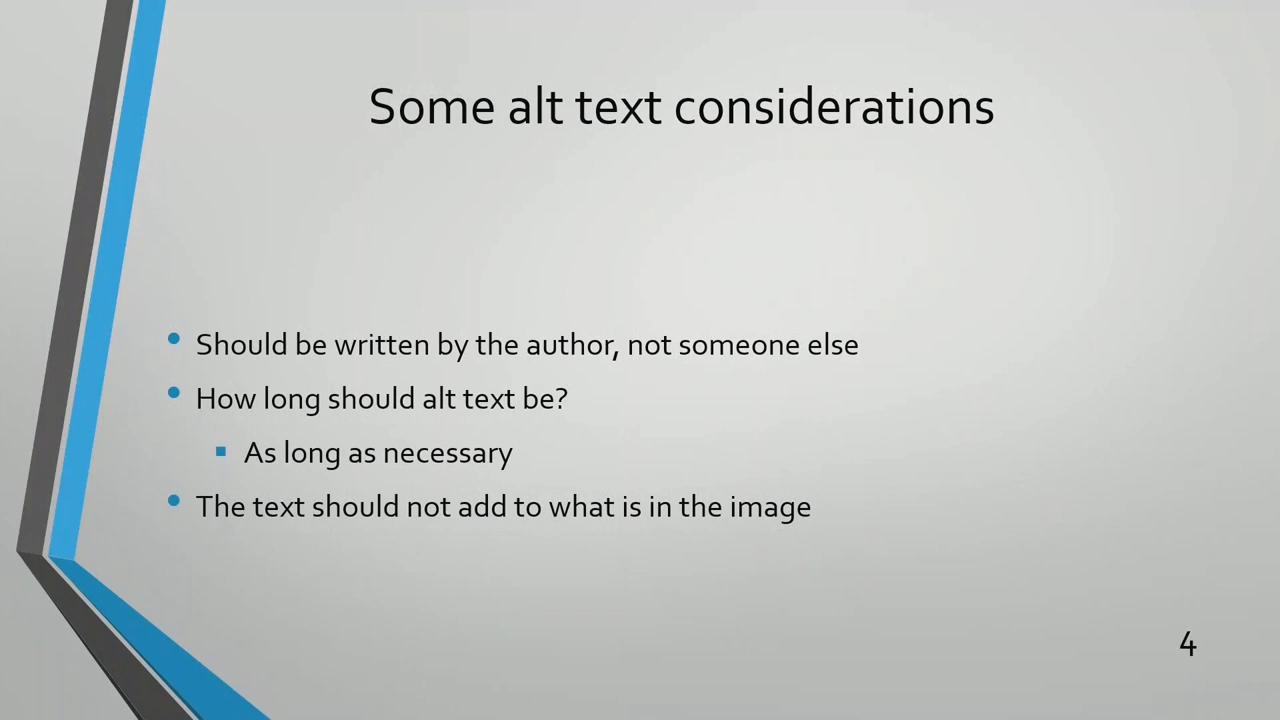 Some alt text considerations
• Should be written by the author, not someone else
• How long should alt text be?
▪ As long as necessary
• The text should not add to what is in the image
4